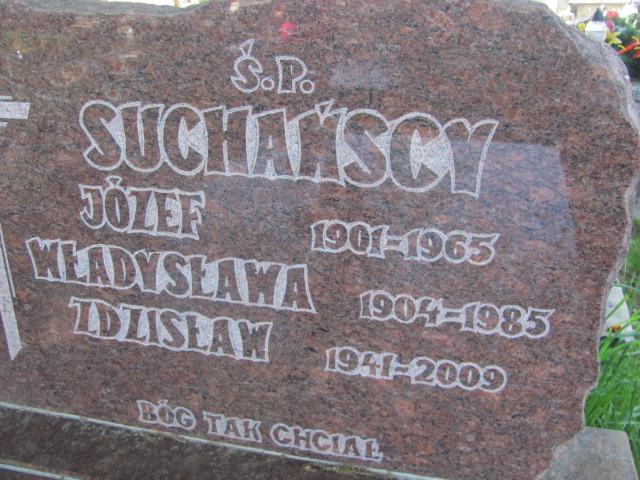 Ś.P.
SUCHAŃSCY
JÓZEF 1901-1965
WŁADYSŁAWA 1904-1985
ZDZISŁAW 1941-2009
BÓG TAK CHCIAŁ